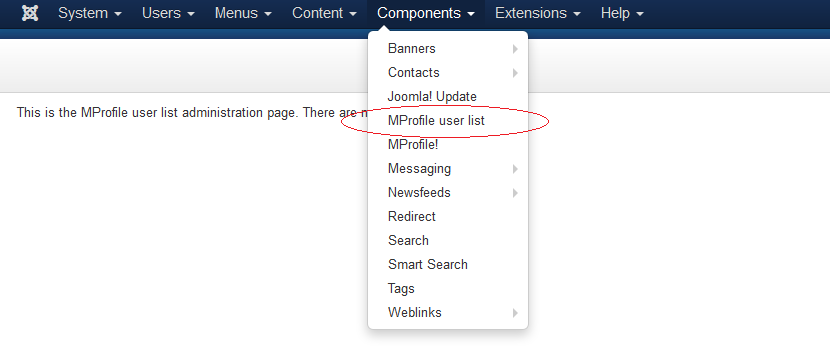 System Users Menus Content Components Extensions Help
Banners
Contacts
Joomla! Update
This is the MProfile user list administration page. There are n
MProfile user list
MProfile!
Messaging
Newsfeeds
Redirect
Search
Smart Search
Tags
Weblinks